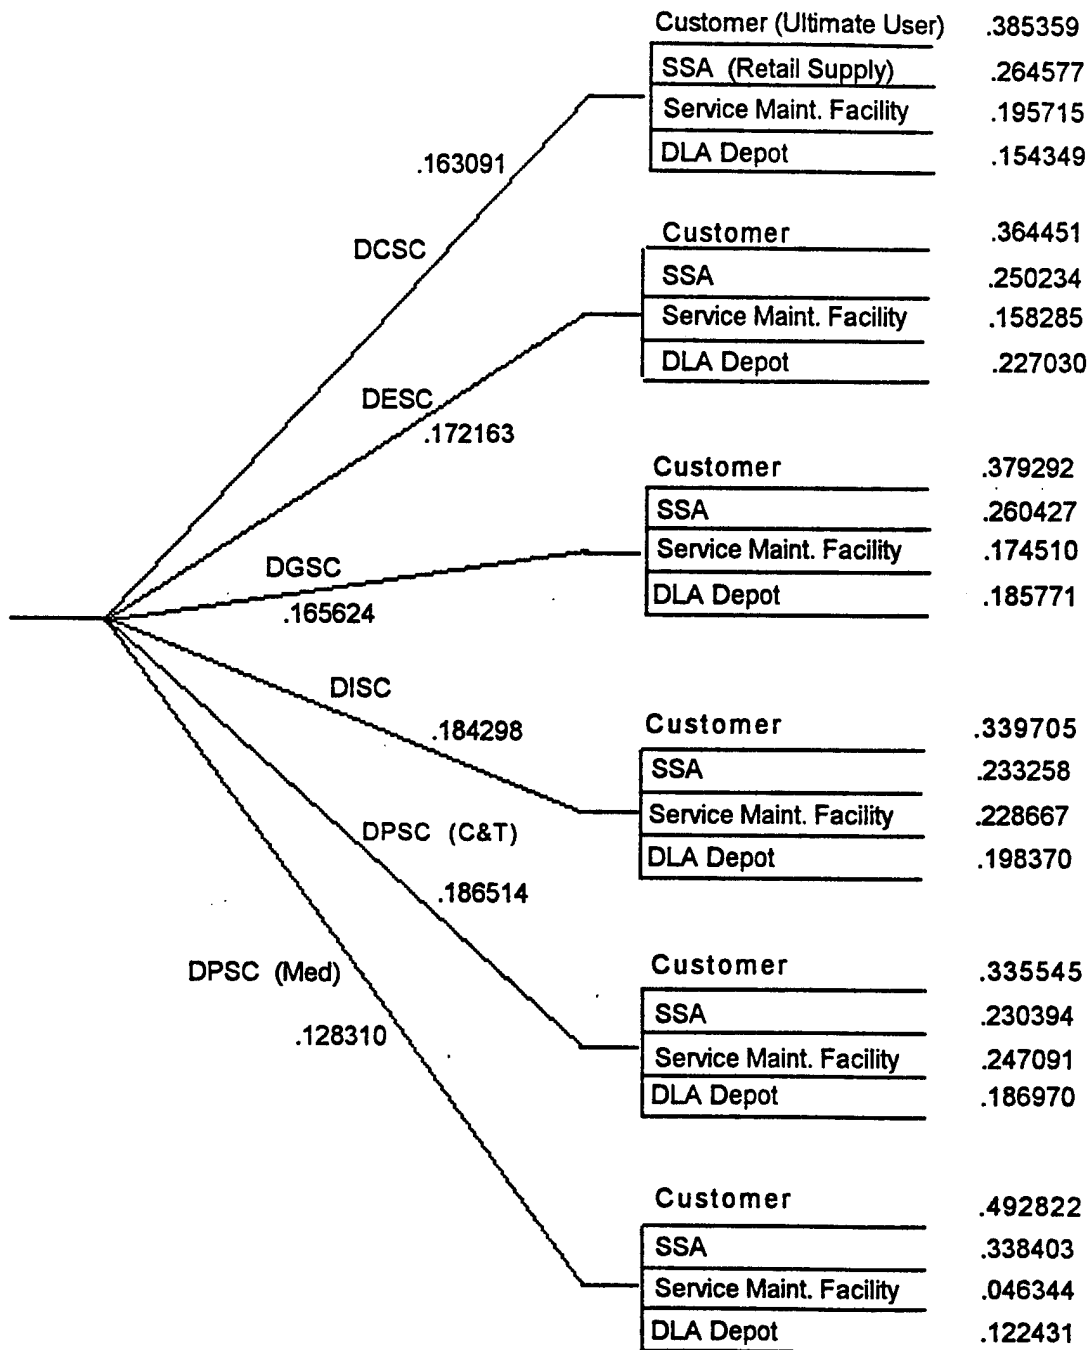 Customer (Ultimate User) .385359
SSA (Retail Supply) .264577
Service Maint. Facility .195715
DLA Depot .154349
.163091
DCSC
Customer .364451
SSA .250234
Service Maint. Facility .158285
DLA Depot .227030
DESC
.172163
Customer .379292
SSA .260427
Service Maint. Facility .174510
DLA Depot .185771
DGSC
.165624
DISC
.184298
Customer .339705
SSA .233258
Service Maint. Facility .228667
DLA Depot .198370
DPSC (C&T)
.186514
Customer .335545
SSA .230394
Service Maint. Facility .247091
DLA Depot .186970
DPSC (Med)
.128310
Customer .492822
SSA .338403
Service Maint. Facility .046344
DLA Depot .122431